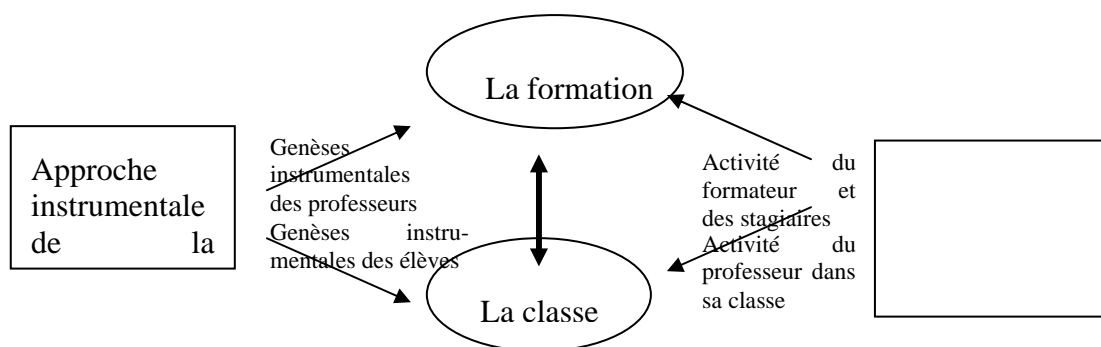 La formation
Approche
instrumentale
de la
Genèses
instrumentales
des professeurs
Genèses instru-
mentales des élèves
Activité du
formateur et
des stagiaires
Activité du
professeur dans
sa classe
La classe